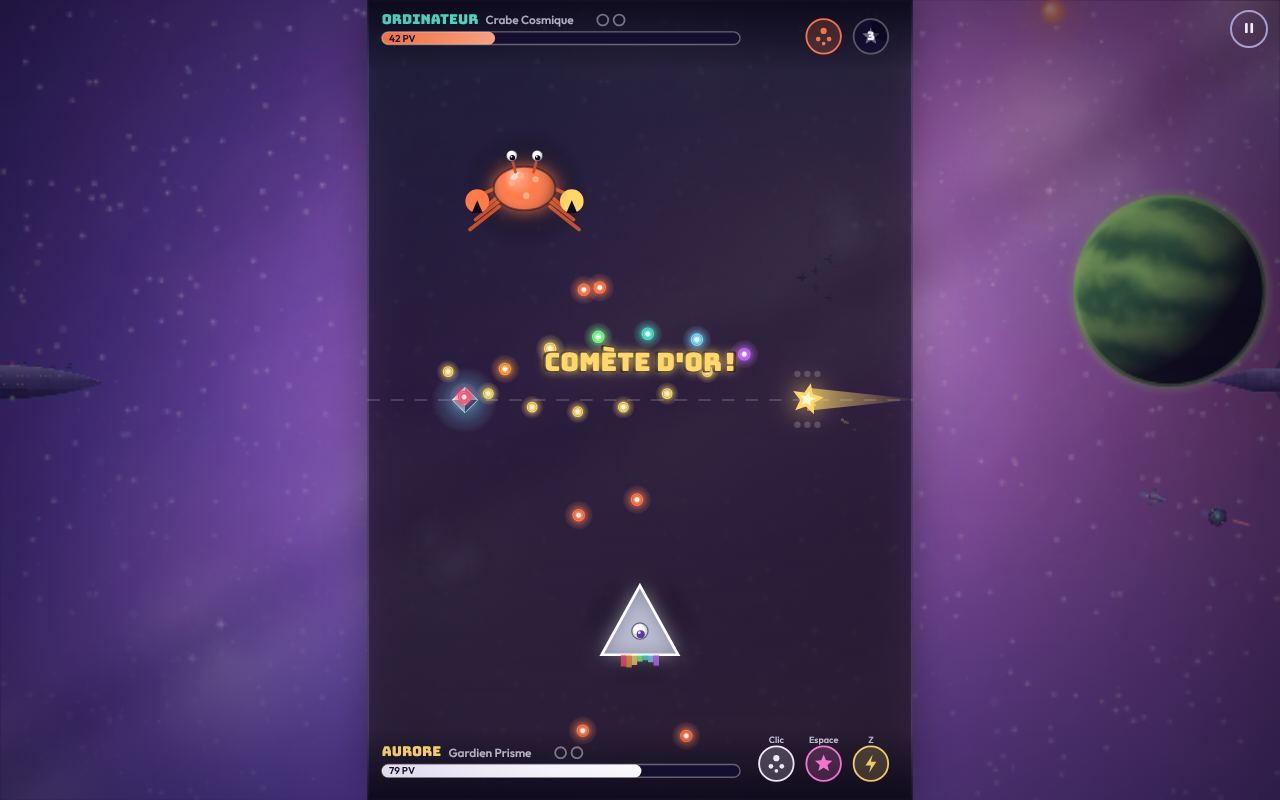 ORDINATEUR Crabe Cosmique
42 PV
3
COMÈTE D'OR !
AURORE Gardien Prisme
79 PV
Clic Espace Z